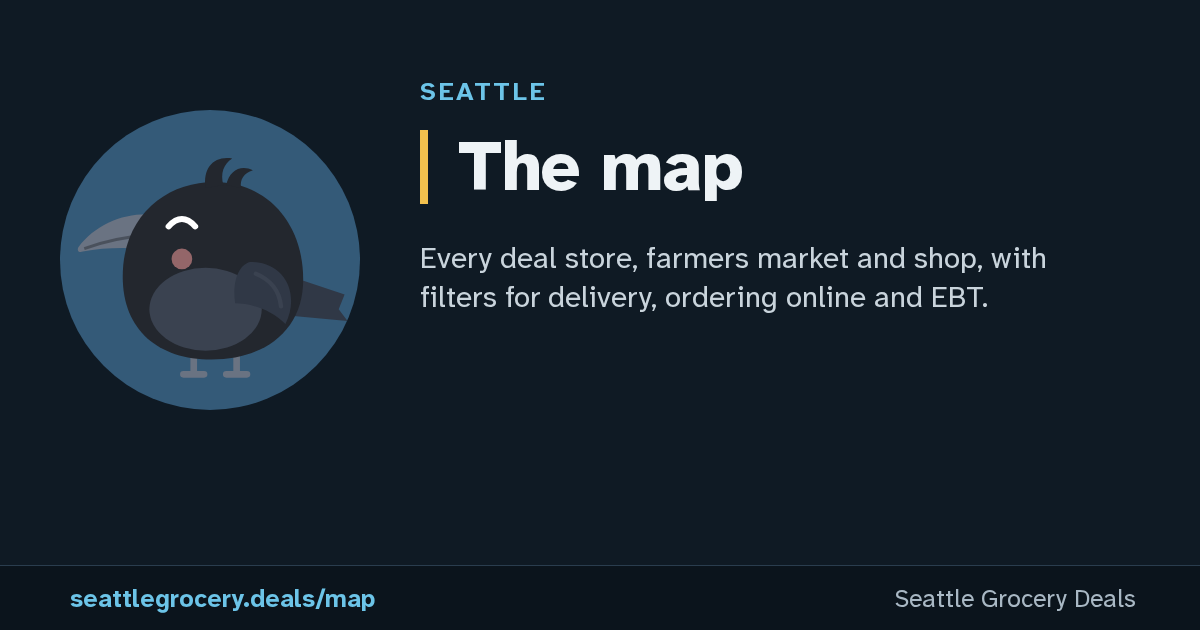 SEATTLE
The map
Every deal store, farmers market and shop, with
filters for delivery, ordering online and EBT.
seattlegrocery.deals/map
Seattle Grocery Deals